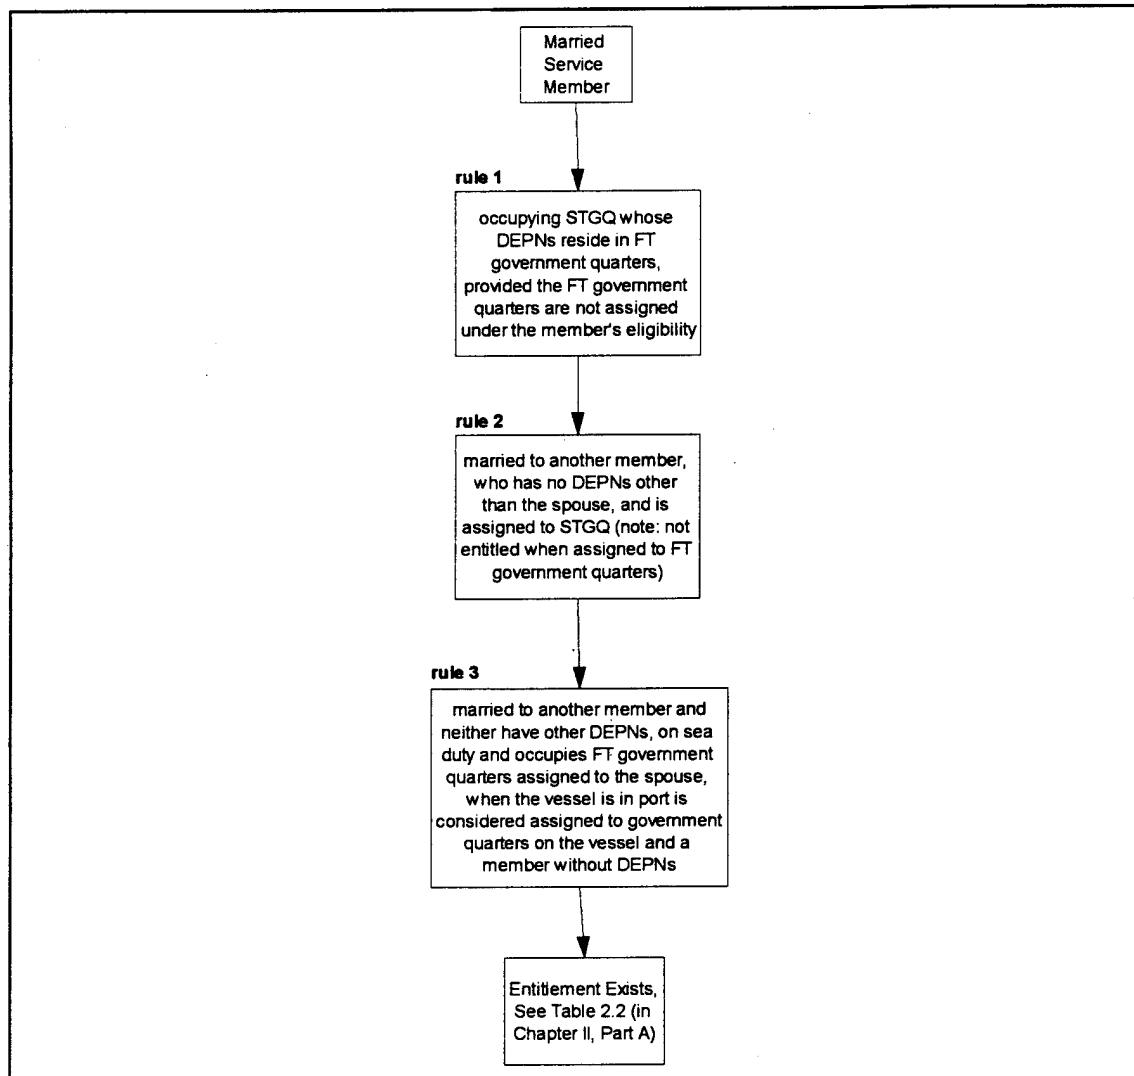 Married
Service
Member
rule 1
occupying STGQ whose
DEPNs reside in FT
government quarters,
provided the FT government
quarters are not assigned
under the member's eligibility
rule 2
married to another member,
who has no DEPNs other
than the spouse, and is
assigned to STGQ (note: not
entitled when assigned to FT
government quarters)
rule 3
married to another member and
neither have other DEPNs, on sea
duty and occupies FT government
quarters assigned to the spouse,
when the vessel is in port is
considered assigned to government
quarters on the vessel and a
member without DEPNs
Entitlement Exists,
See Table 2.2 (in
Chapter II, Part A)